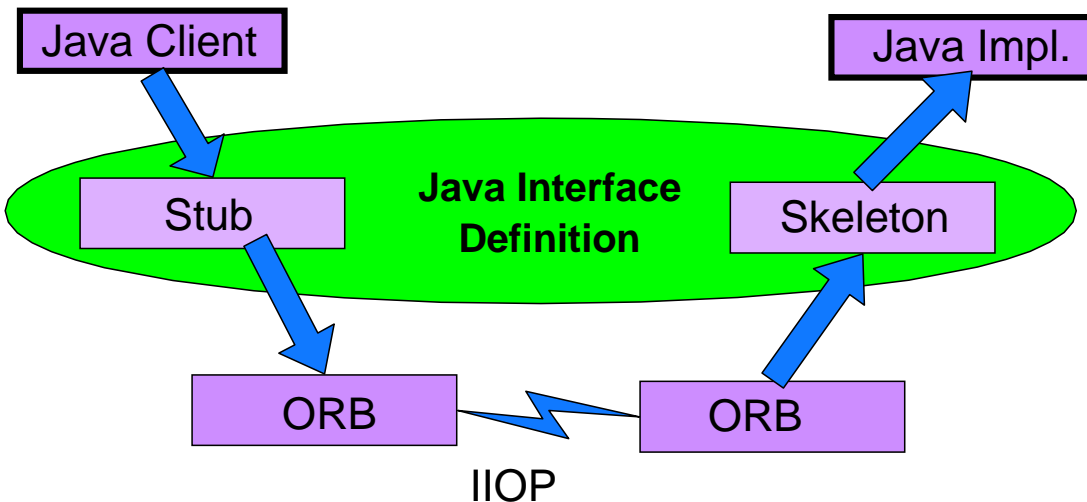 Java Client
Java Impl.
Java Interface
Definition
Stub
Skeleton
ORB
ORB
IIOP